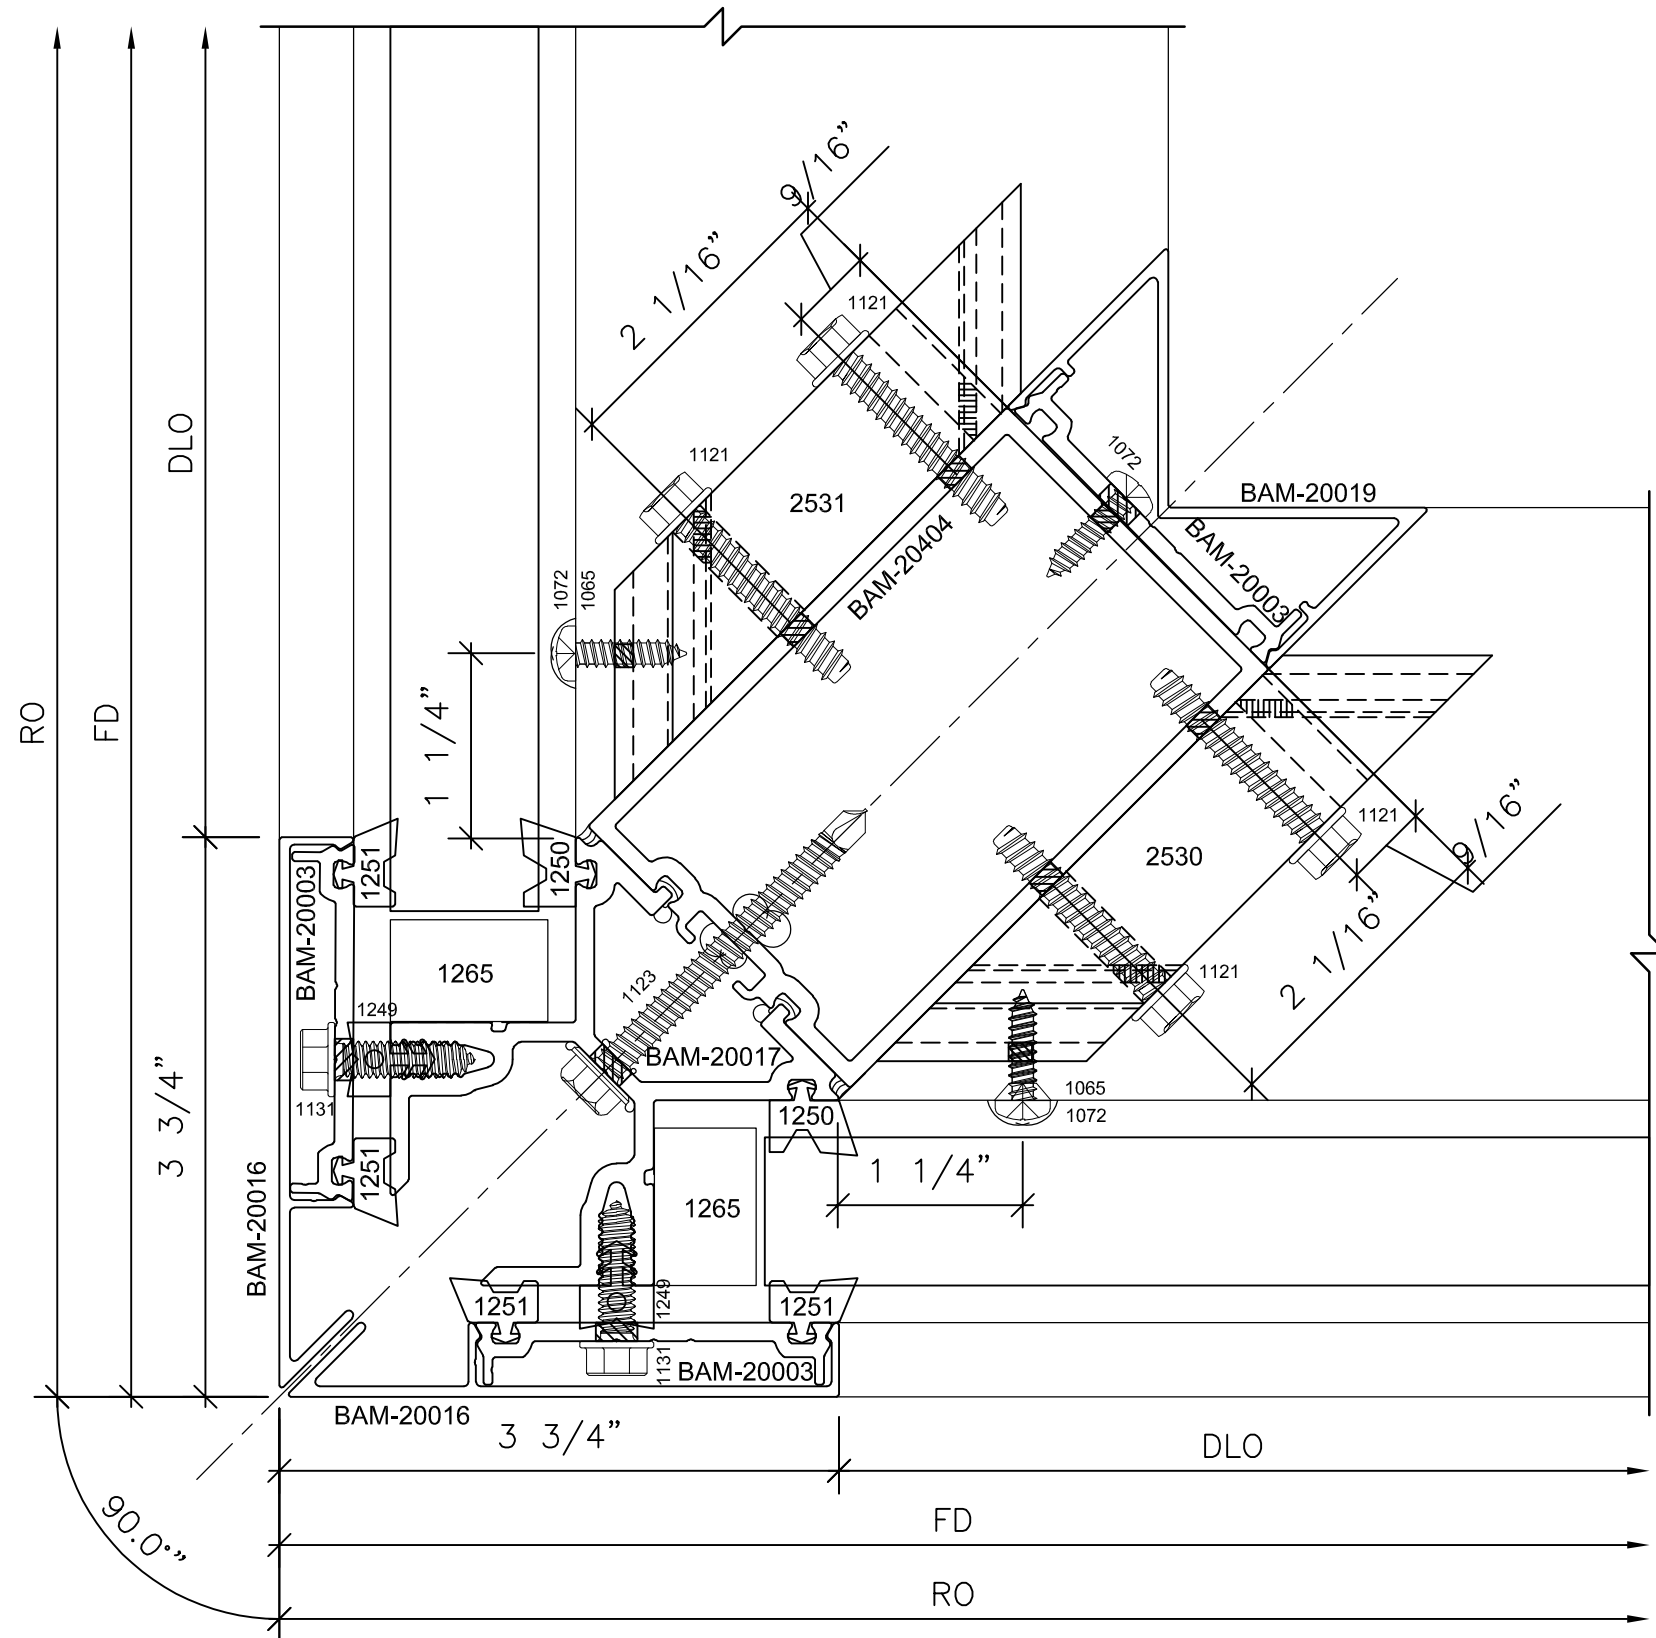 9/16”
2 1/16”
1121
1121
2531
1072
BAM-20019
BAM-20404
BAM-20003
DLO
1072
1065
1 1/4”
RO
FD
1121
9/16”
2530
1251
1250
BAM-20003
1265
1123
1121
2 1/16”
1249
BAM-20017
1131
1065
1072
1250
3 3/4”
1251
1 1/4”
BAM-20016
1265
1251
1249
1251
1131
BAM-20003
BAM-20016
3 3/4”
DLO
90.0°”
FD
RO